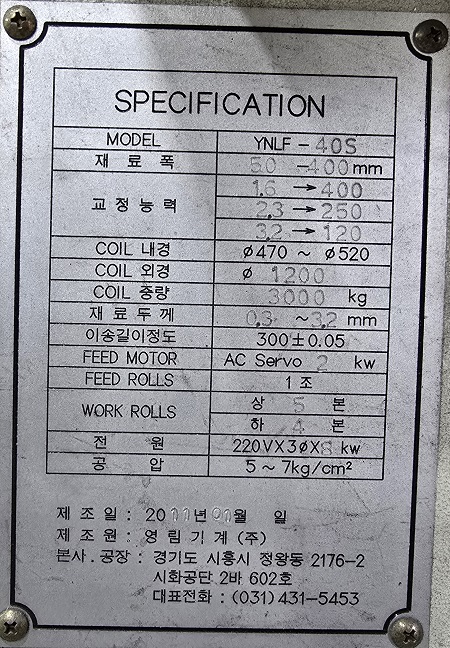 SPECIFICATION
MODEL YNLF - 40S
재 료 폭 50 - 400mm
교 정 능 력 1.6 → 400
2.3 → 250
3.2 → 120
COIL 내경 ø470 ~ ø520
COIL 외경 ø 1200
COIL 중량 3000 kg
재 료 두 께 0.3 ~ 3.2 mm
이송길이정도 300±0.05
FEED MOTOR AC Servo 2 kw
FEED ROLLS 1 조
WORK ROLLS 상 5 본
하 4 본
전 원 220VX3øX8 kw
공 압 5 ~ 7kg/cm²
제 조 일 : 2011년 01월 일
제 조 원 : 영 림 기 계 (주)
본사 . 공장 : 경기도 시흥시 정왕동 2176-2
시화공단 2바 602호
대표전화 : (031) 431-5453